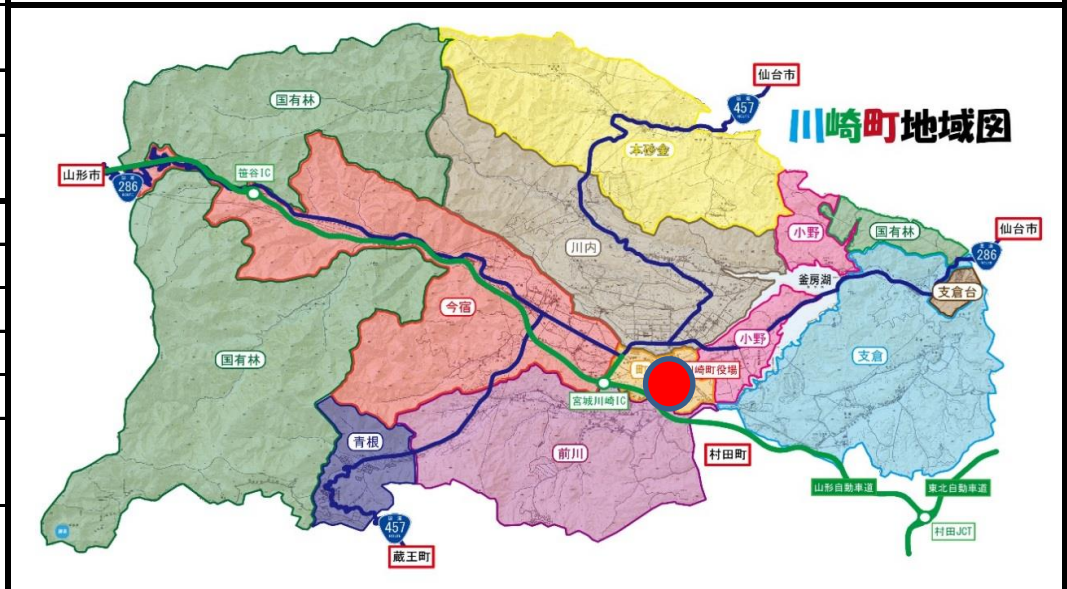 川崎町地域図
仙台市
457
国有林
本砂金
山形市
286
笹谷IC
小野
国有林
仙台市
286
川内
釜房湖
支倉台
今宿
小野
支倉
国有林
川崎町役場
宮城川崎IC
青根
前川
村田町
山形自動車道
東北自動車道
457
村田JCT
蔵王町